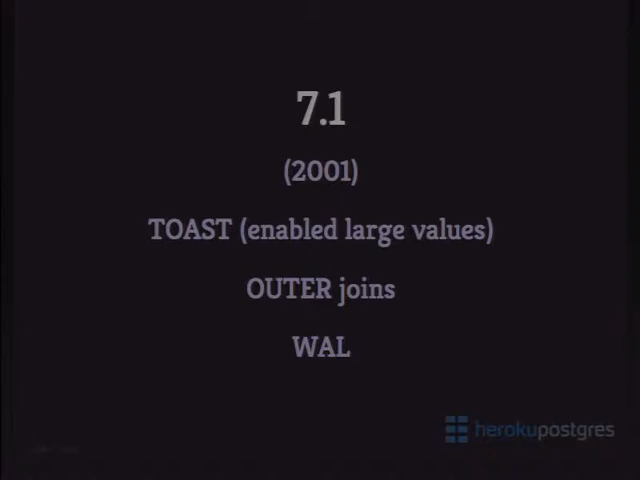 7.1
(2001)
TOAST (enabled large values)
OUTER joins
WAL
herokupostgres